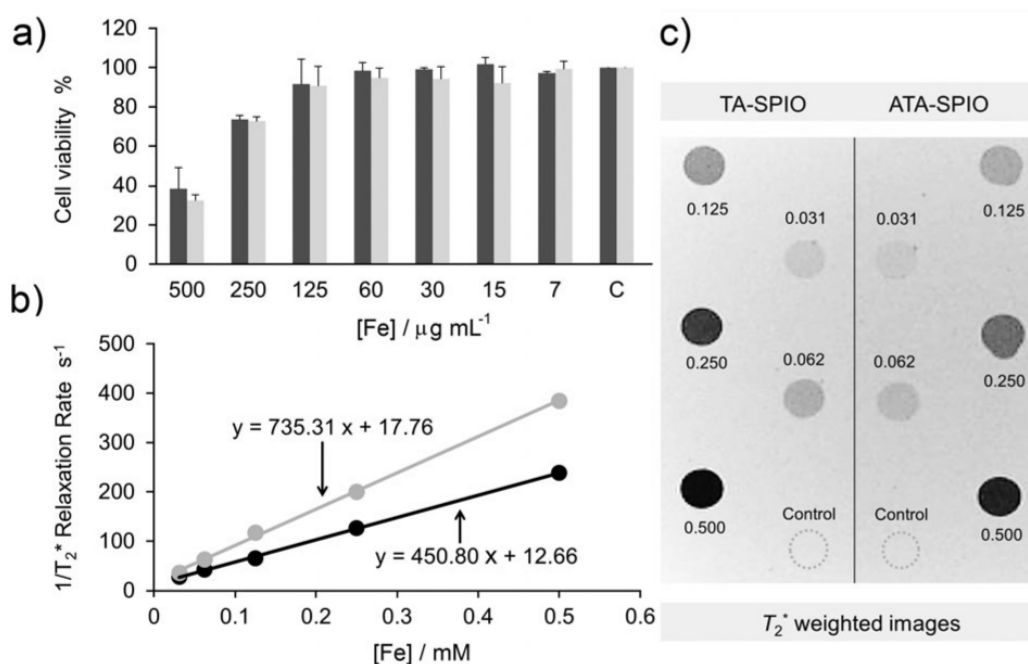 a)
Cell viability %
120
100
80
60
40
20
0
500 250 125 60 30 15 7 C
[Fe] / μg mL⁻¹
b)
1/T₂* Relaxation Rate s⁻¹
500
400
300
200
100
0
y = 735.31 x + 17.76
y = 450.80 x + 12.66
0 0.1 0.2 0.3 0.4 0.5 0.6
[Fe] / mM
c)
TA-SPIO ATA-SPIO
0.125 0.031 0.031 0.125
0.250 0.062 0.062 0.250
0.500 Control Control 0.500
T₂* weighted images